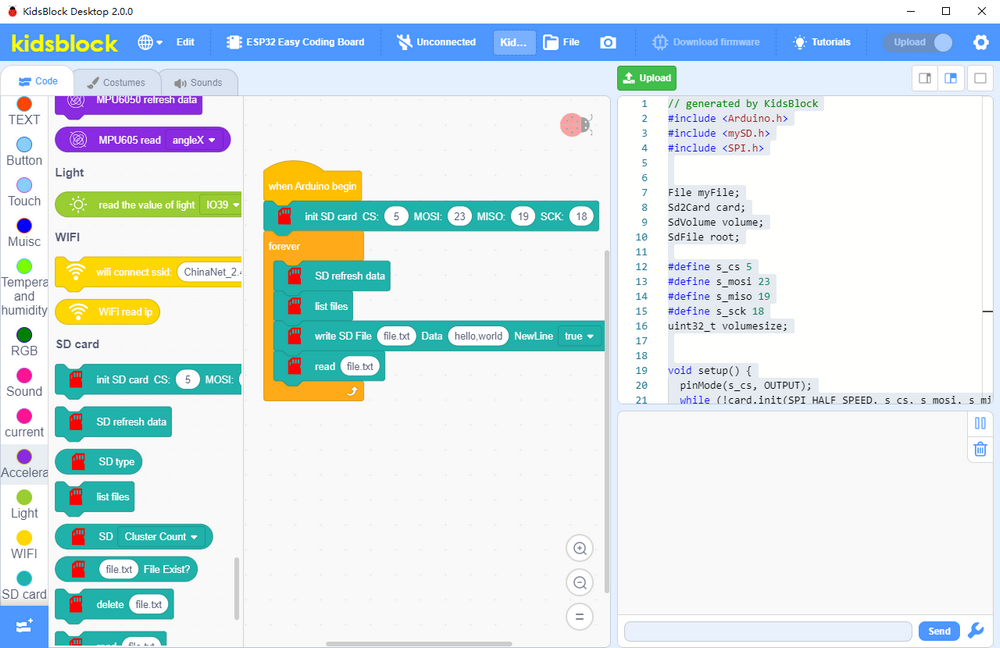 KidsBlock Desktop 2.0.0
kidsblock
Edit
ESP32 Easy Coding Board
Unconnected
Kid...
File
Download firmware
Tutorials
Upload
Code
Costumes
Sounds
Upload
TEXT
Button
Touch
Muisc
Tempera
and
humidity
RGB
Sound
current
Accelera
Light
WIFI
SD card
MPU6050 refresh data
MPU605 read angleX
Light
read the value of light IO39
WIFI
wifi connect ssid: ChinaNet_2.4
WIFI read ip
SD card
init SD card CS: 5 MOSI:
SD refresh data
SD type
list files
SD Cluster Count
file.txt File Exist?
delete file.txt
read file.txt
when Arduino begin
init SD card CS: 5 MOSI: 23 MISO: 19 SCK: 18
forever
SD refresh data
list files
write SD File file.txt Data hello,world NewLine true
read file.txt
1 // generated by KidsBlock
2 #include <Arduino.h>
3 #include <mySD.h>
4 #include <SPI.h>
5
6
7 File myFile;
8 Sd2Card card;
9 SdVolume volume;
10 SdFile root;
11
12 #define s_cs 5
13 #define s_mosi 23
14 #define s_miso 19
15 #define s_sck 18
16 uint32_t volumesize;
17
18
19 void setup() {
20 pinMode(s_cs, OUTPUT);
21 while (!card.init(SPI_HALF_SPEED, s_cs, s_mosi, s_mi
Send